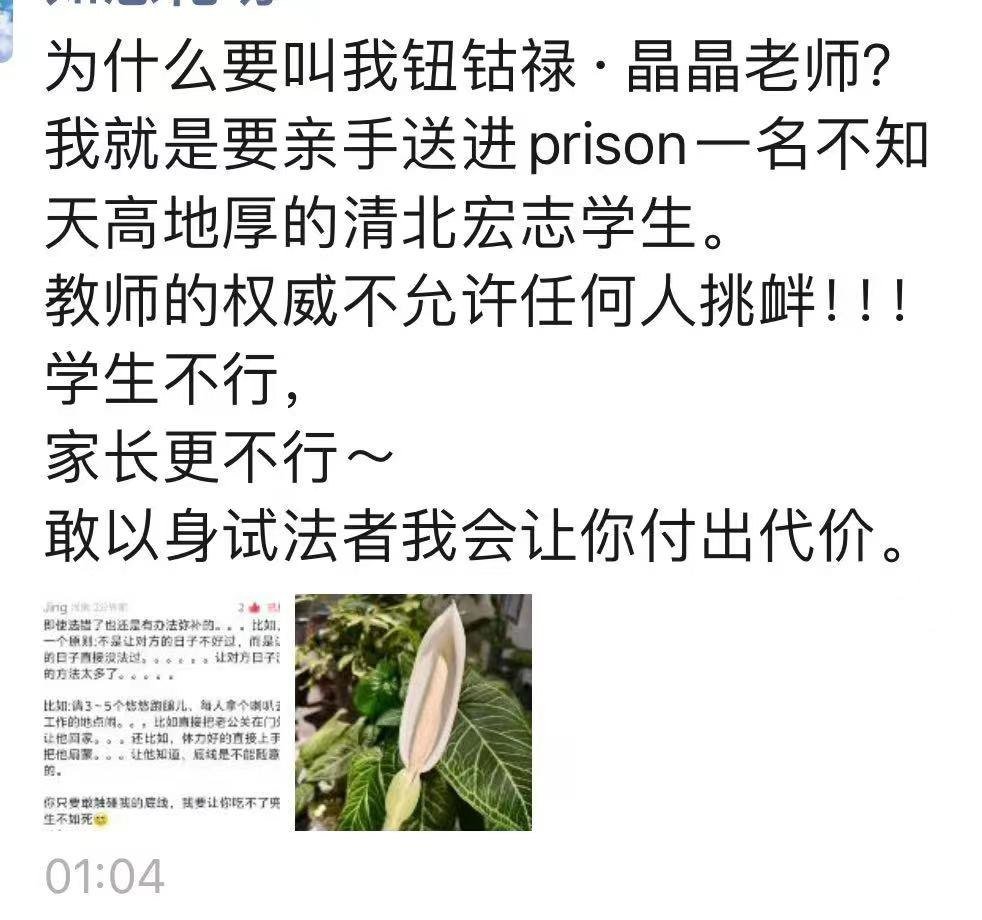 为什么要叫我钮钴禄·晶晶老师?
我就是要亲手送进prison一名不知
天高地厚的清北宏志学生。
教师的权威不允许任何人挑衅!!!
学生不行,
家长更不行~
敢以身试法者我会让你付出代价。
Jing
2
即使选错了也还是有办法弥补的。。。比如,
一个原则:不是让对方的日子不好过,而是让
的日子直接没法过。。。。。。让对方日子
的方法太多了。。。。。
比如:请3~5个悠悠跑腿儿、每人拿个喇叭去
工作的地点闹。。,比如直接把老公关在门外
让他回家。。。还比如,体力好的直接上手
把他扇蒙。。。让他知道、底线是不能随意
的。
你只要敢触碰我的底线,我要让你吃不了兜
生不如死
01:04